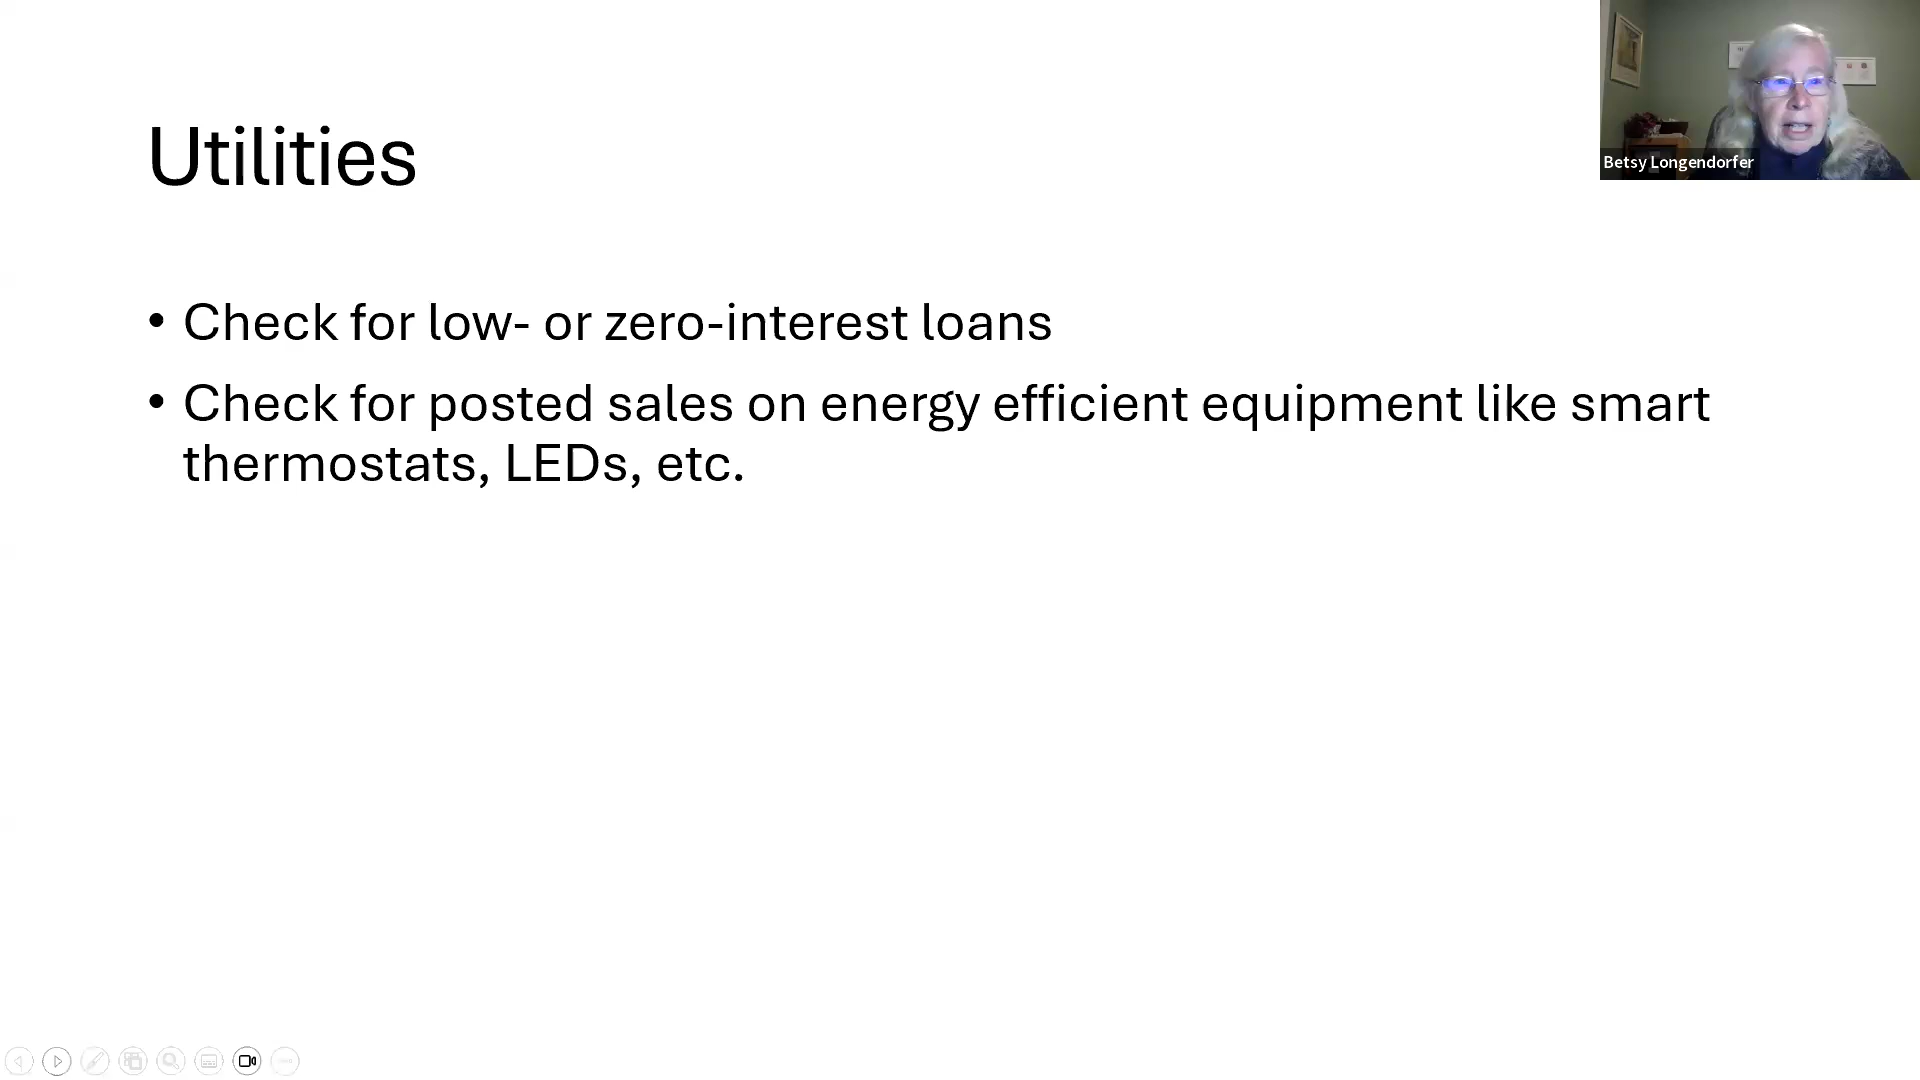 Utilities
• Check for low- or zero-interest loans
• Check for posted sales on energy efficient equipment like smart
thermostats, LEDs, etc.
Betsy Longendorfer